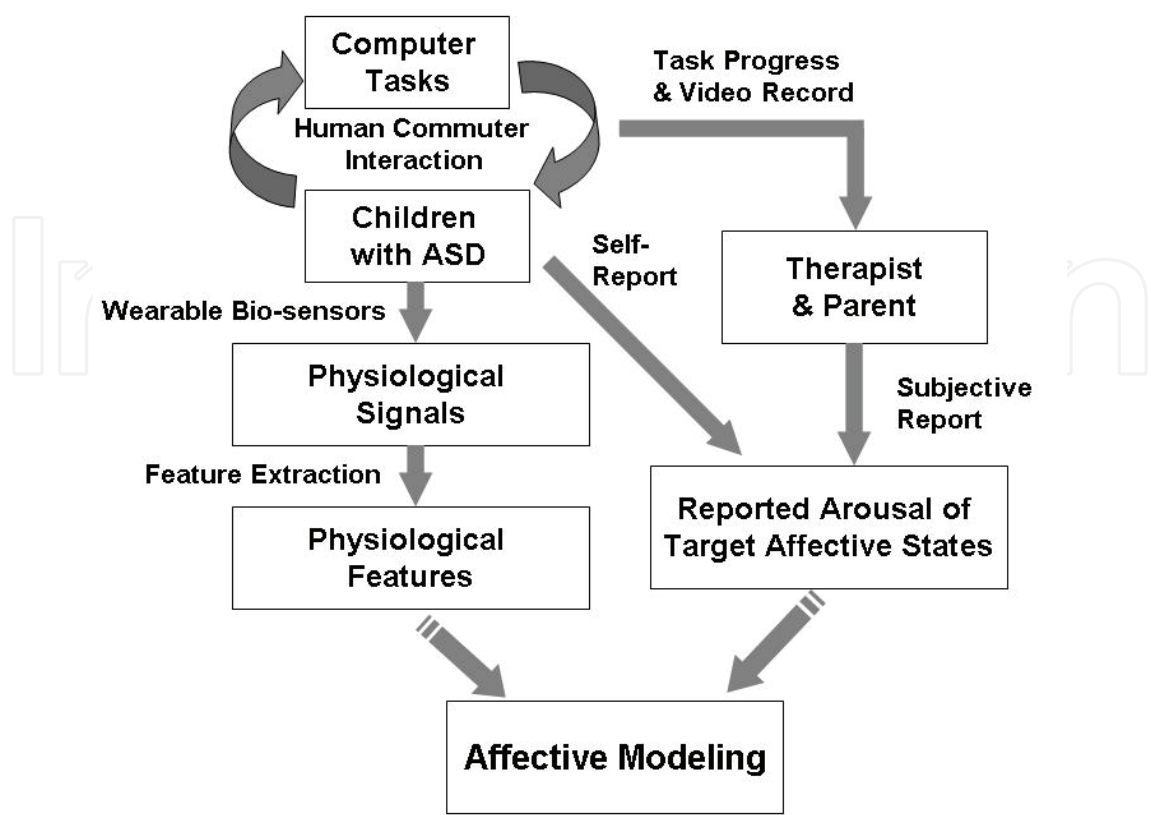 Computer
Tasks
Task Progress
& Video Record
Human Commuter
Interaction
Children
with ASD
Self-
Report
Therapist
& Parent
Wearable Bio-sensors
Physiological
Signals
Subjective
Report
Feature Extraction
Reported Arousal of
Target Affective States
Physiological
Features
Affective Modeling